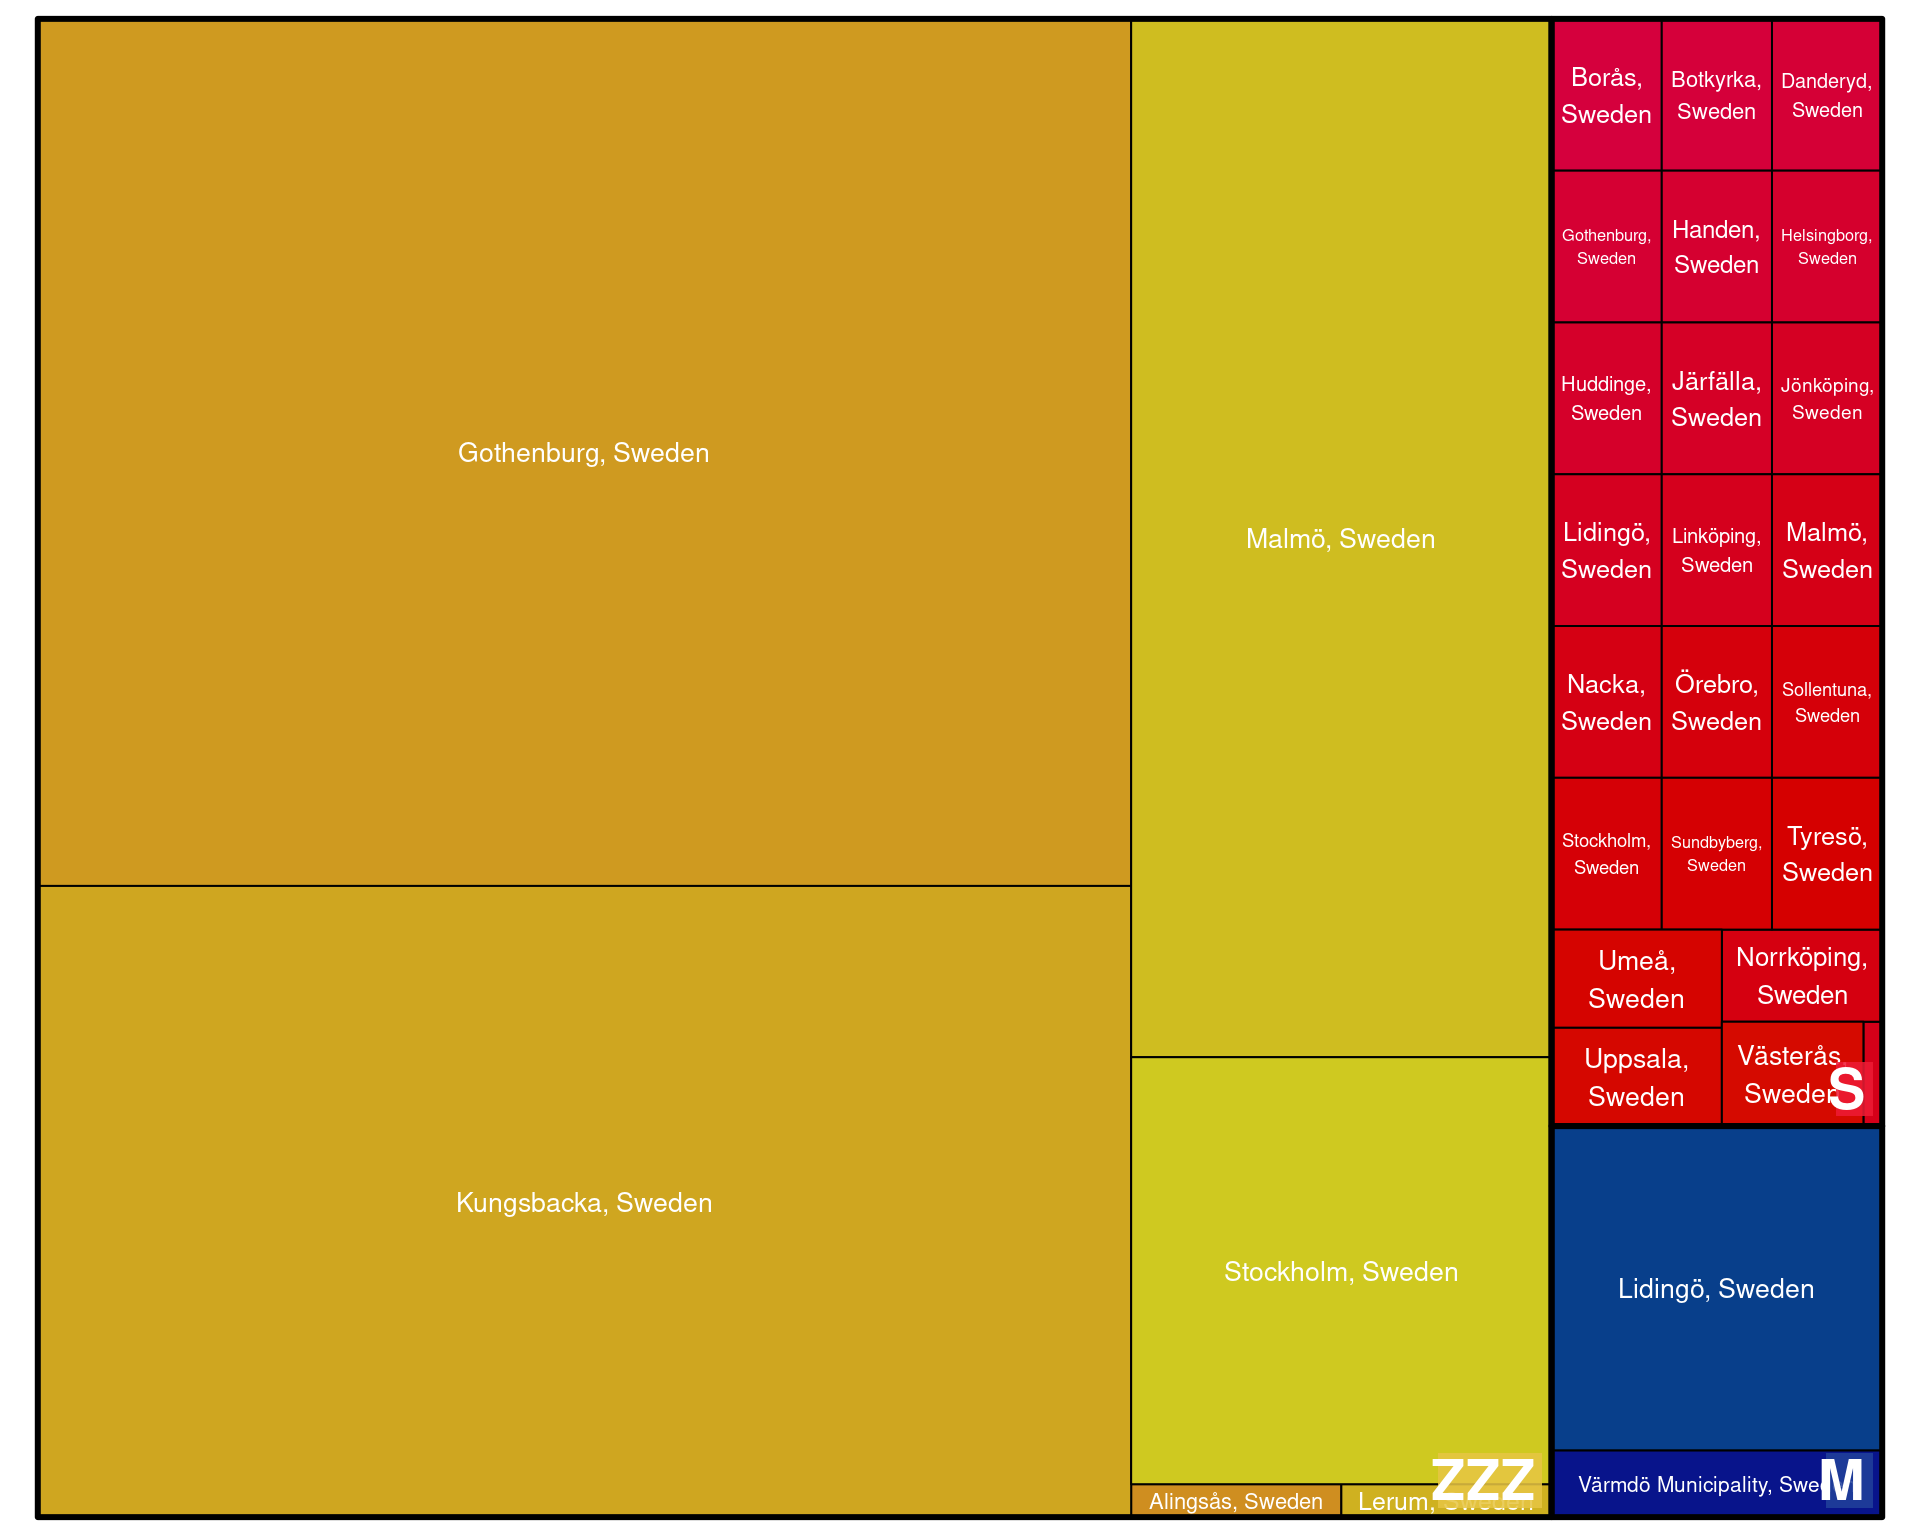 Gothenburg, Sweden
Kungsbacka, Sweden
Malmö, Sweden
Stockholm, Sweden
Alingsås, Sweden
Lerum, Sweden
ZZZ
Borås,
Sweden
Botkyrka,
Sweden
Danderyd,
Sweden
Gothenburg,
Sweden
Handen,
Sweden
Helsingborg,
Sweden
Huddinge,
Sweden
Järfälla,
Sweden
Jönköping,
Sweden
Lidingö,
Sweden
Linköping,
Sweden
Malmö,
Sweden
Nacka,
Sweden
Örebro,
Sweden
Sollentuna,
Sweden
Stockholm,
Sweden
Sundbyberg,
Sweden
Tyresö,
Sweden
Umeå,
Sweden
Norrköping,
Sweden
Uppsala,
Sweden
Västerås,
Sweden
S
Lidingö, Sweden
Värmdö Municipality, Sweden
M